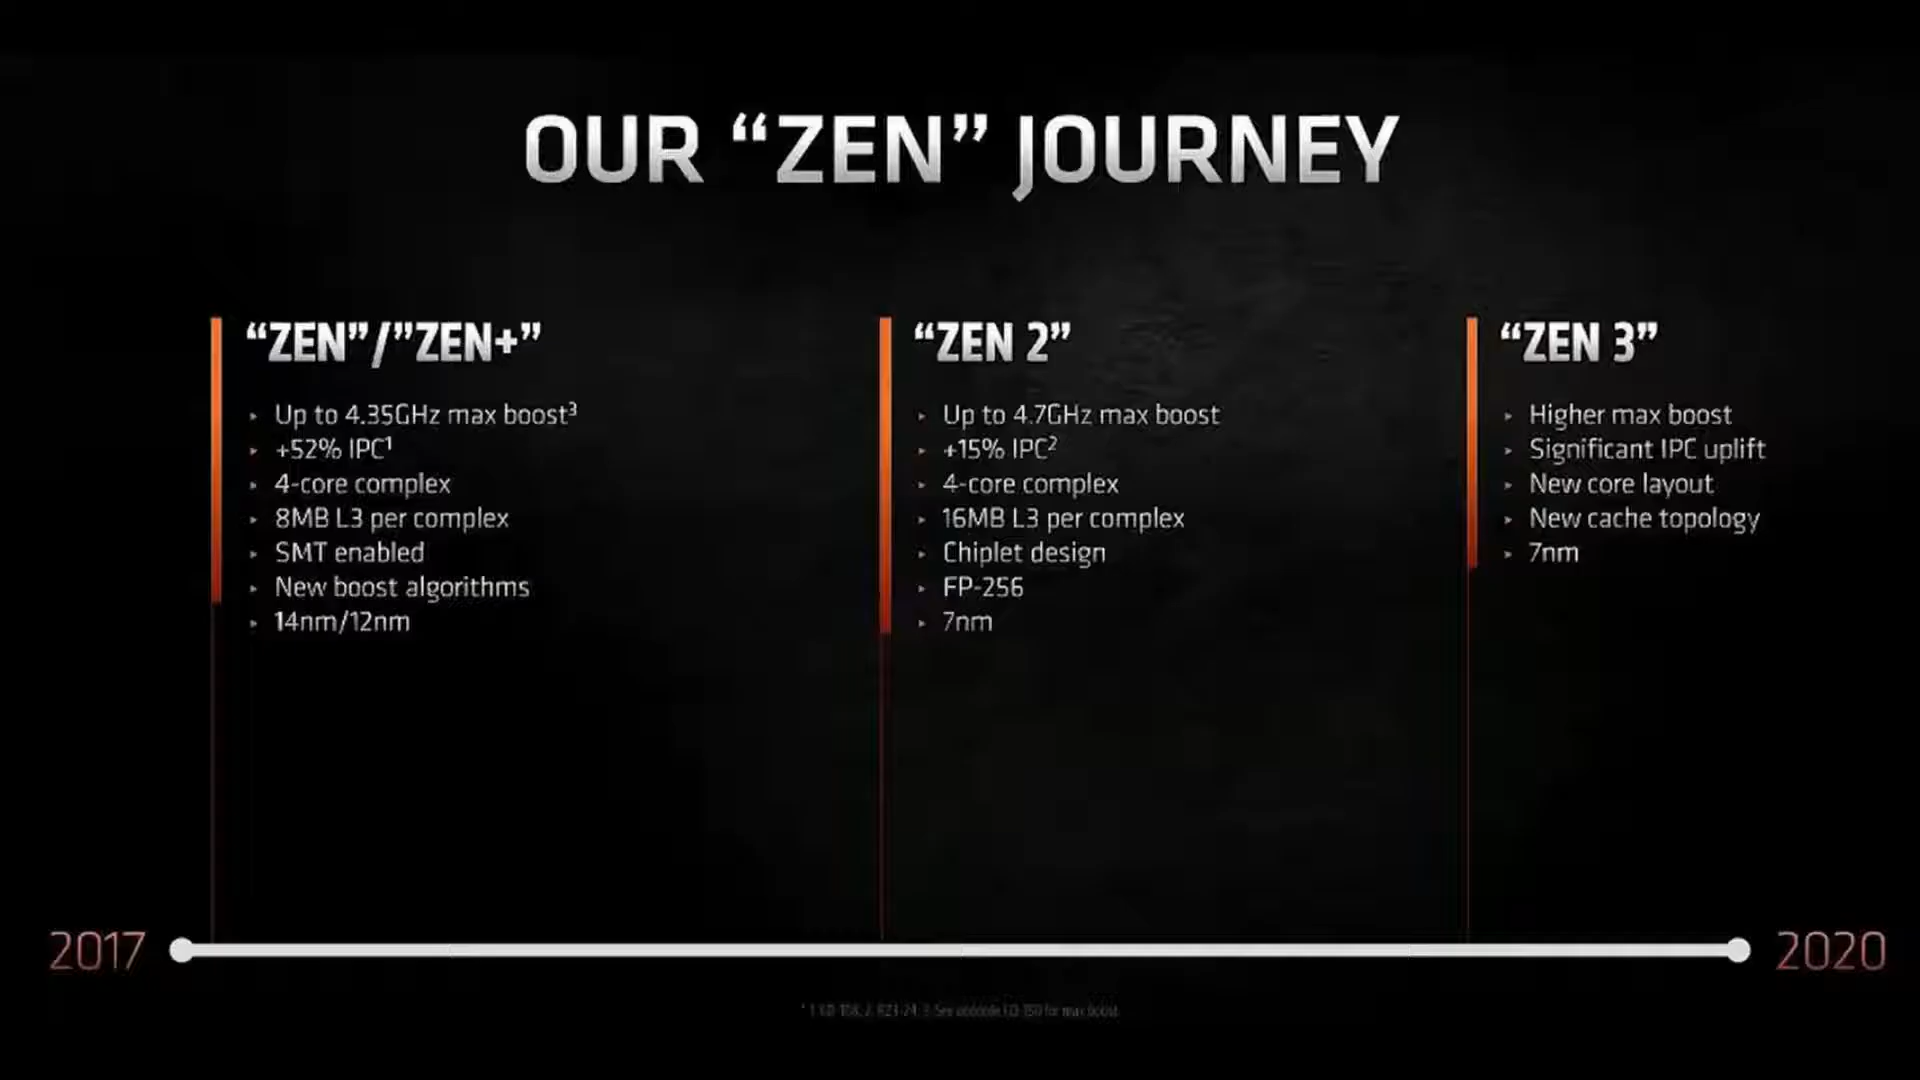 OUR “ZEN” JOURNEY
“ZEN”/”ZEN+”
Up to 4.35GHz max boost³
+52% IPC¹
4-core complex
8MB L3 per complex
SMT enabled
New boost algorithms
14nm/12nm
“ZEN 2”
Up to 4.7GHz max boost
+15% IPC²
4-core complex
16MB L3 per complex
Chiplet design
FP-256
7nm
“ZEN 3”
Higher max boost
Significant IPC uplift
New core layout
New cache topology
7nm
2017
2020
for max boost